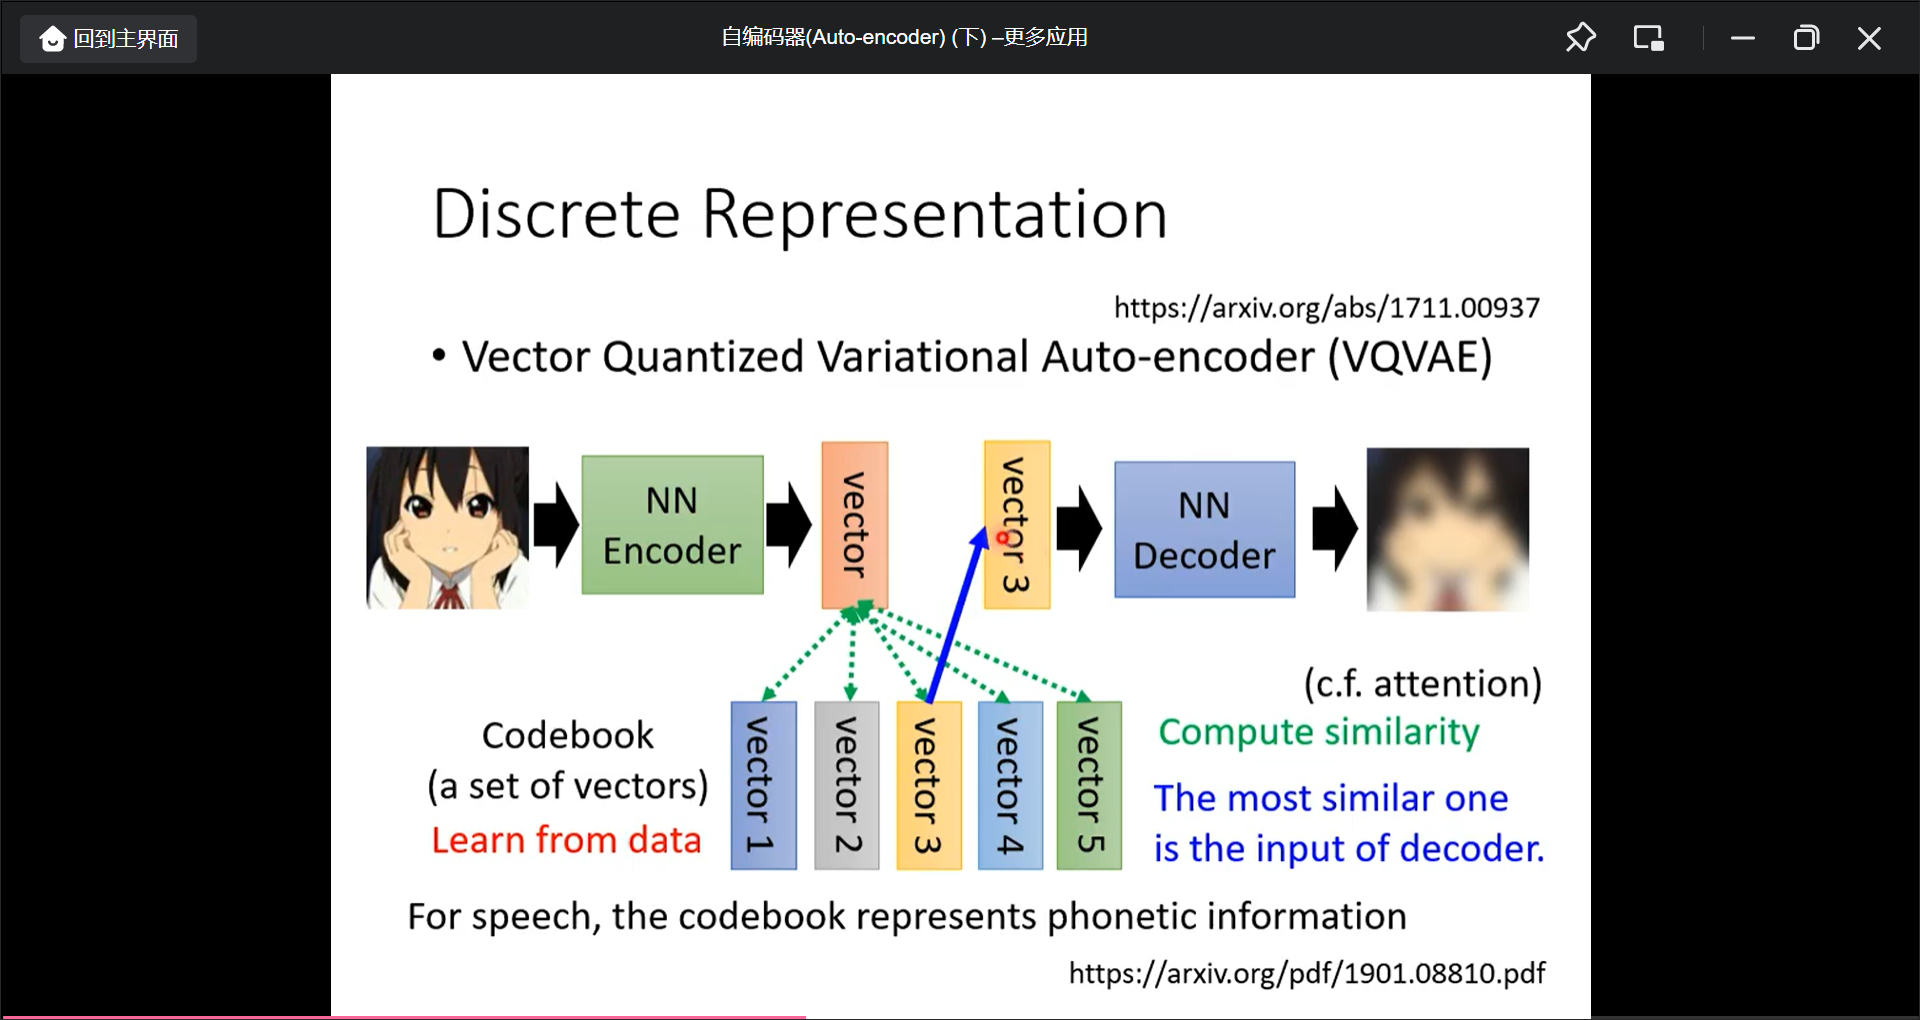 回到主界面
自编码器(Auto-encoder) (下) –更多应用
Discrete Representation
https://arxiv.org/abs/1711.00937
• Vector Quantized Variational Auto-encoder (VQVAE)
NN
Encoder
vector
vector 3
NN
Decoder
(c.f. attention)
Compute similarity
The most similar one
is the input of decoder.
Codebook
(a set of vectors)
Learn from data
vector 1
vector 2
vector 3
vector 4
vector 5
For speech, the codebook represents phonetic information
https://arxiv.org/pdf/1901.08810.pdf